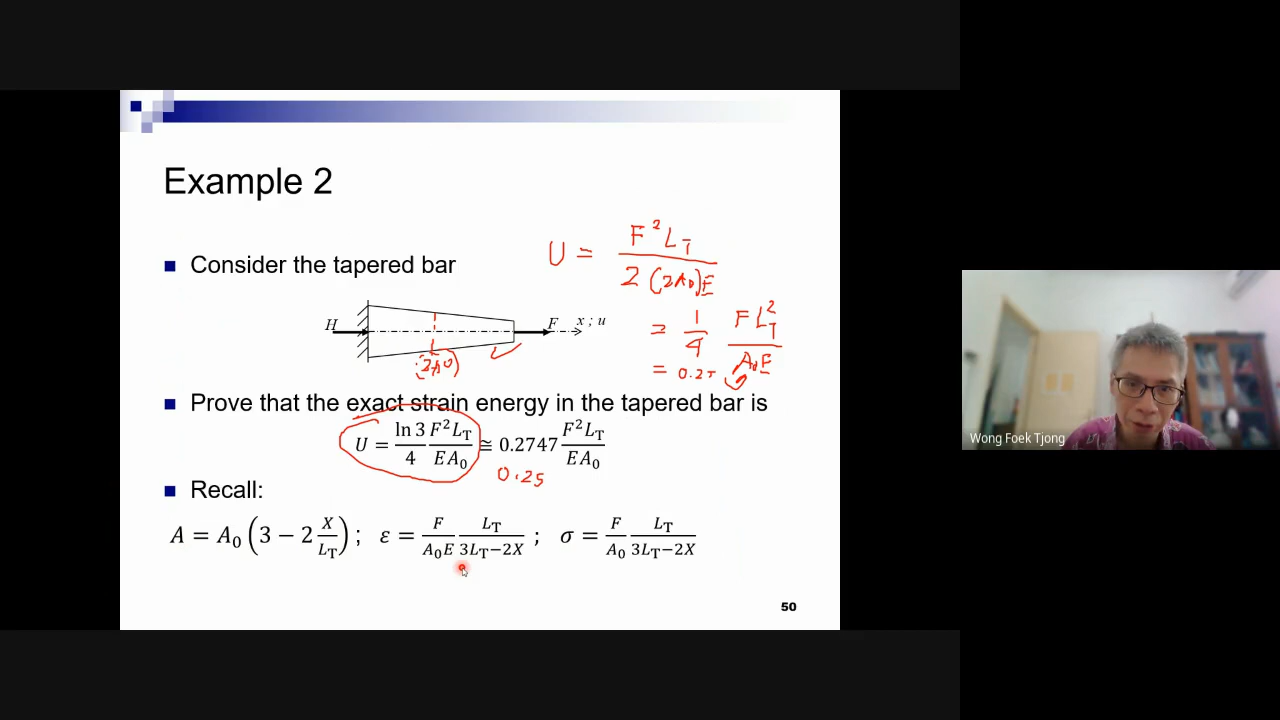 Example 2
■ Consider the tapered bar
U = F²L_T / 2 (2A₀)E
= 1/4 F L_T² / A₀E
= 0.25
H F x ; u
(2A0)
■ Prove that the exact strain energy in the tapered bar is
U = ln 3/4 F²L_T/EA₀ ≅ 0.2747 F²L_T/EA₀
0.25
■ Recall:
A = A₀ (3 − 2 X/L_T) ; ε = F/A₀E L_T/3L_T−2X ; σ = F/A₀ L_T/3L_T−2X
50
Wong Foek Tjong